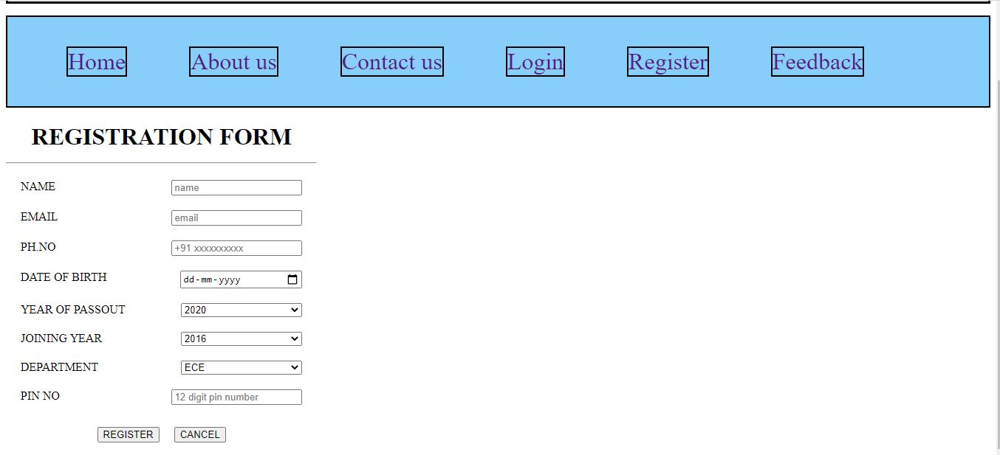 Home About us Contact us Login Register Feedback
REGISTRATION FORM
NAME name
EMAIL email
PH.NO +91 xxxxxxxxxx
DATE OF BIRTH dd-mm-yyyy
YEAR OF PASSOUT 2020
JOINING YEAR 2016
DEPARTMENT ECE
PIN NO 12 digit pin number
REGISTER CANCEL